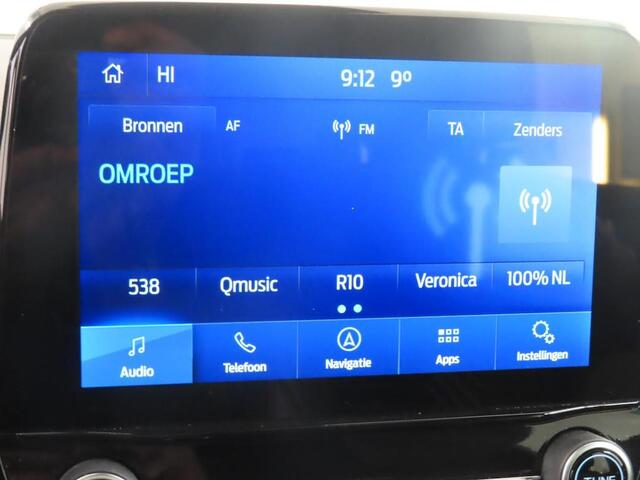 HI 9:12 9º
Bronnen AF FM TA Zenders
OMROEP
538 Qmusic R10 Veronica 100% NL
Audio Telefoon Navigatie Apps Instellingen
TUNE